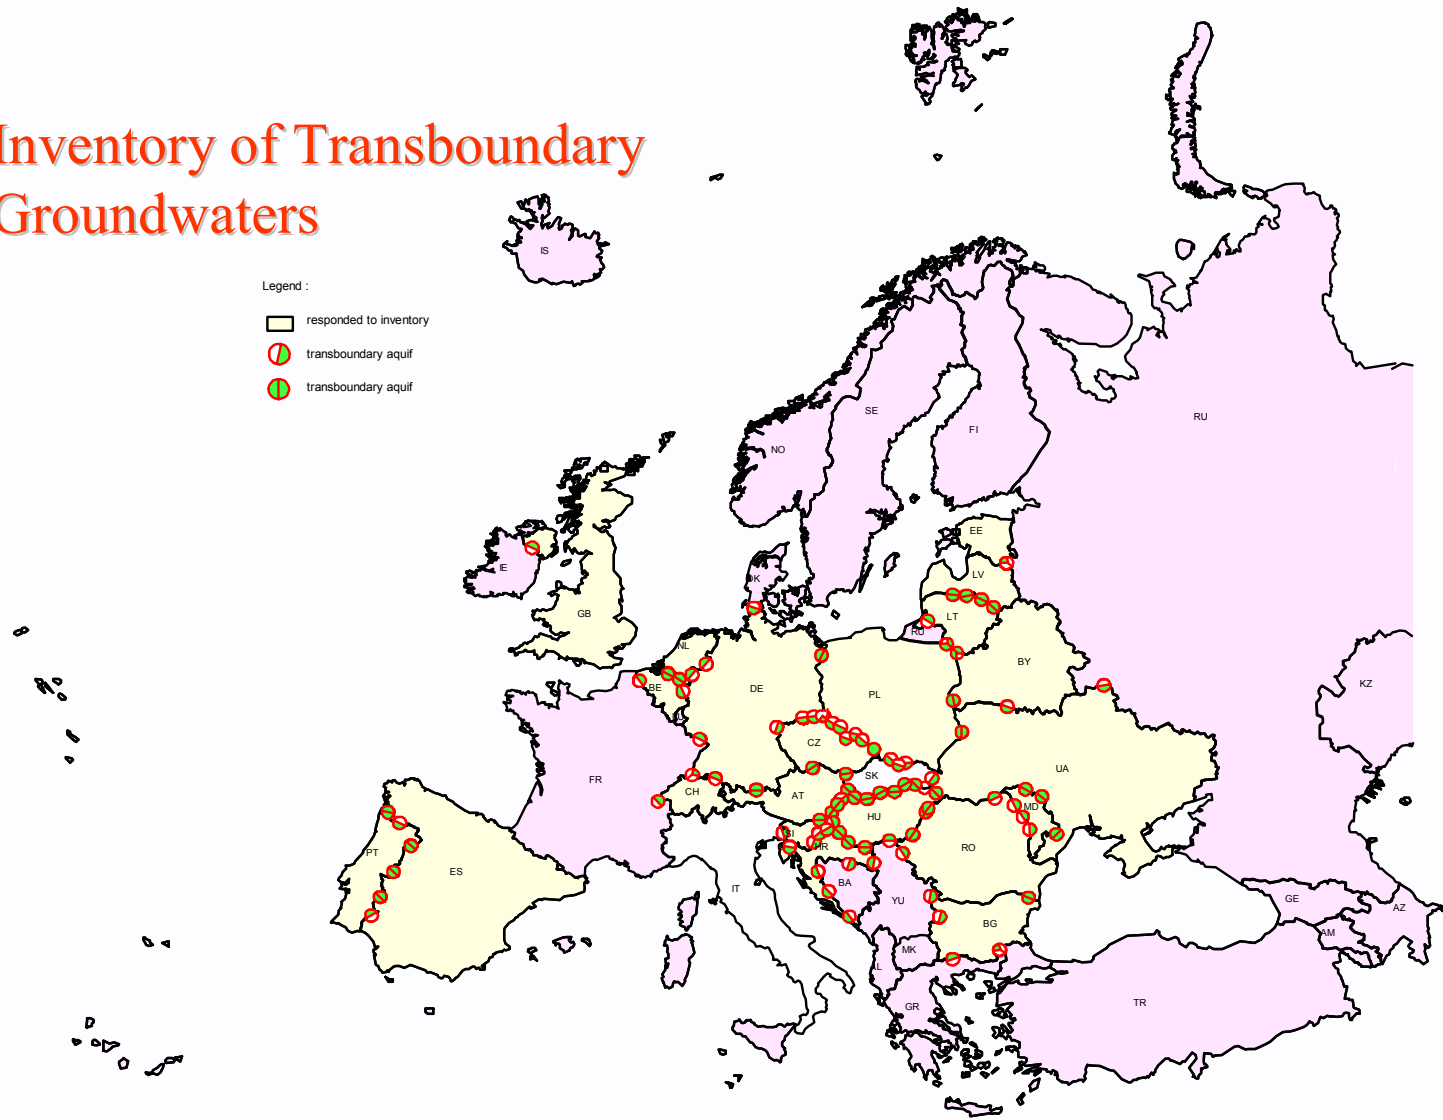 Inventory of Transboundary
Groundwaters
Legend :
responded to inventory
transboundary aquif
transboundary aquif
IS
NO
SE
FI
RU
EE
LV
LT
RU
BY
DK
IE
GB
NL
BE
DE
PL
KZ
CZ
SK
UA
FR
CH
AT
HU
MD
SI
HR
RO
PT
ES
IT
BA
YU
BG
GE
AZ
AM
MK
AL
GR
TR